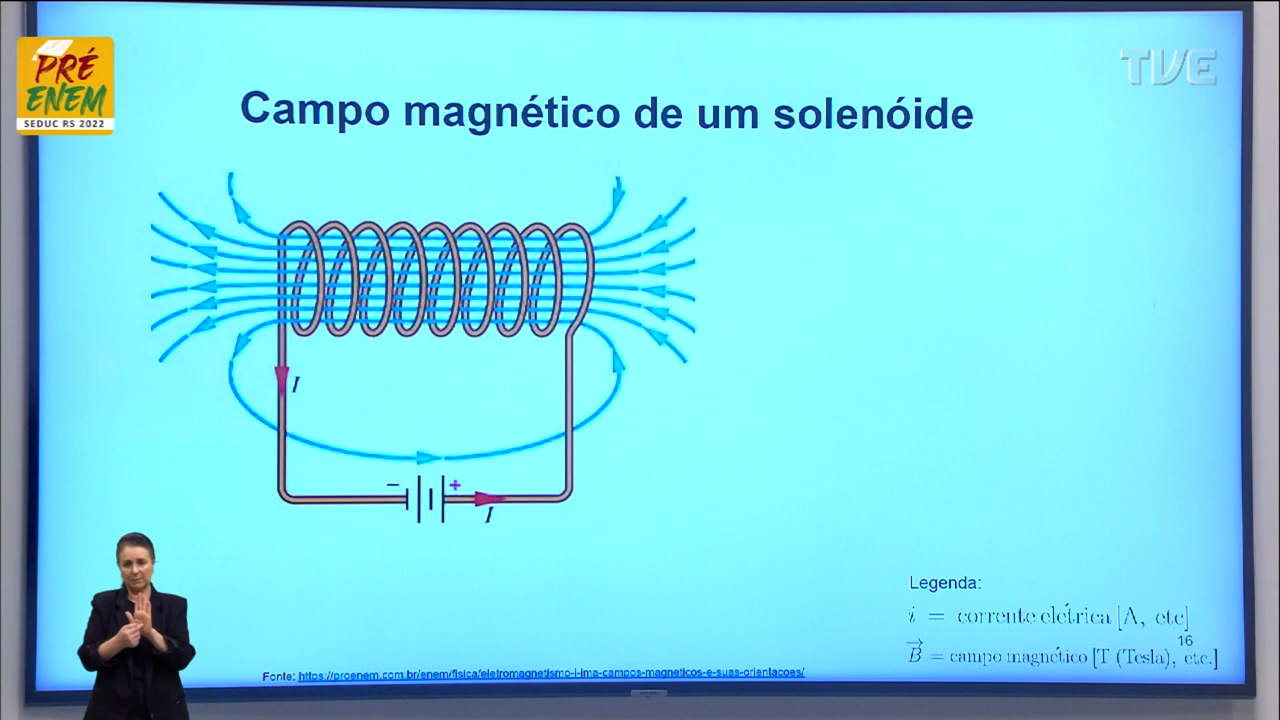 PRÉ
ENEM
SEDUC RS 2022
TVE
Campo magnético de um solenóide
I
− +
I
Legenda:
i = corrente elétrica [A, etc]
16
B⃗ = campo magnético [T (Tesla), etc.]
Fonte: https://proenem.com.br/enem/fisica/eletromagnetismo-i-ima-campos-magneticos-e-suas-orientacoes/